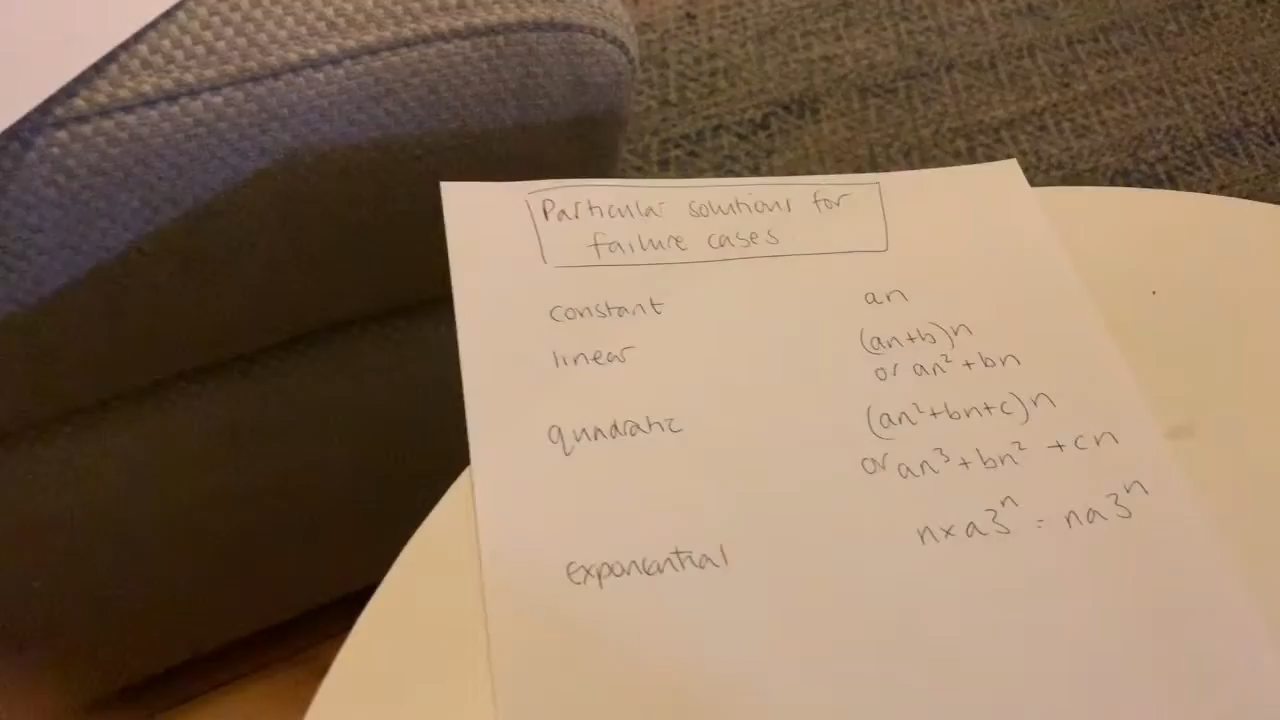 Particular solutions for
failure cases
constant an
linear (an+b)n
or an²+bn
qundratic (an²+bn+c)n
or an³+bn²+cn
exponential n×a3ⁿ = na3ⁿ